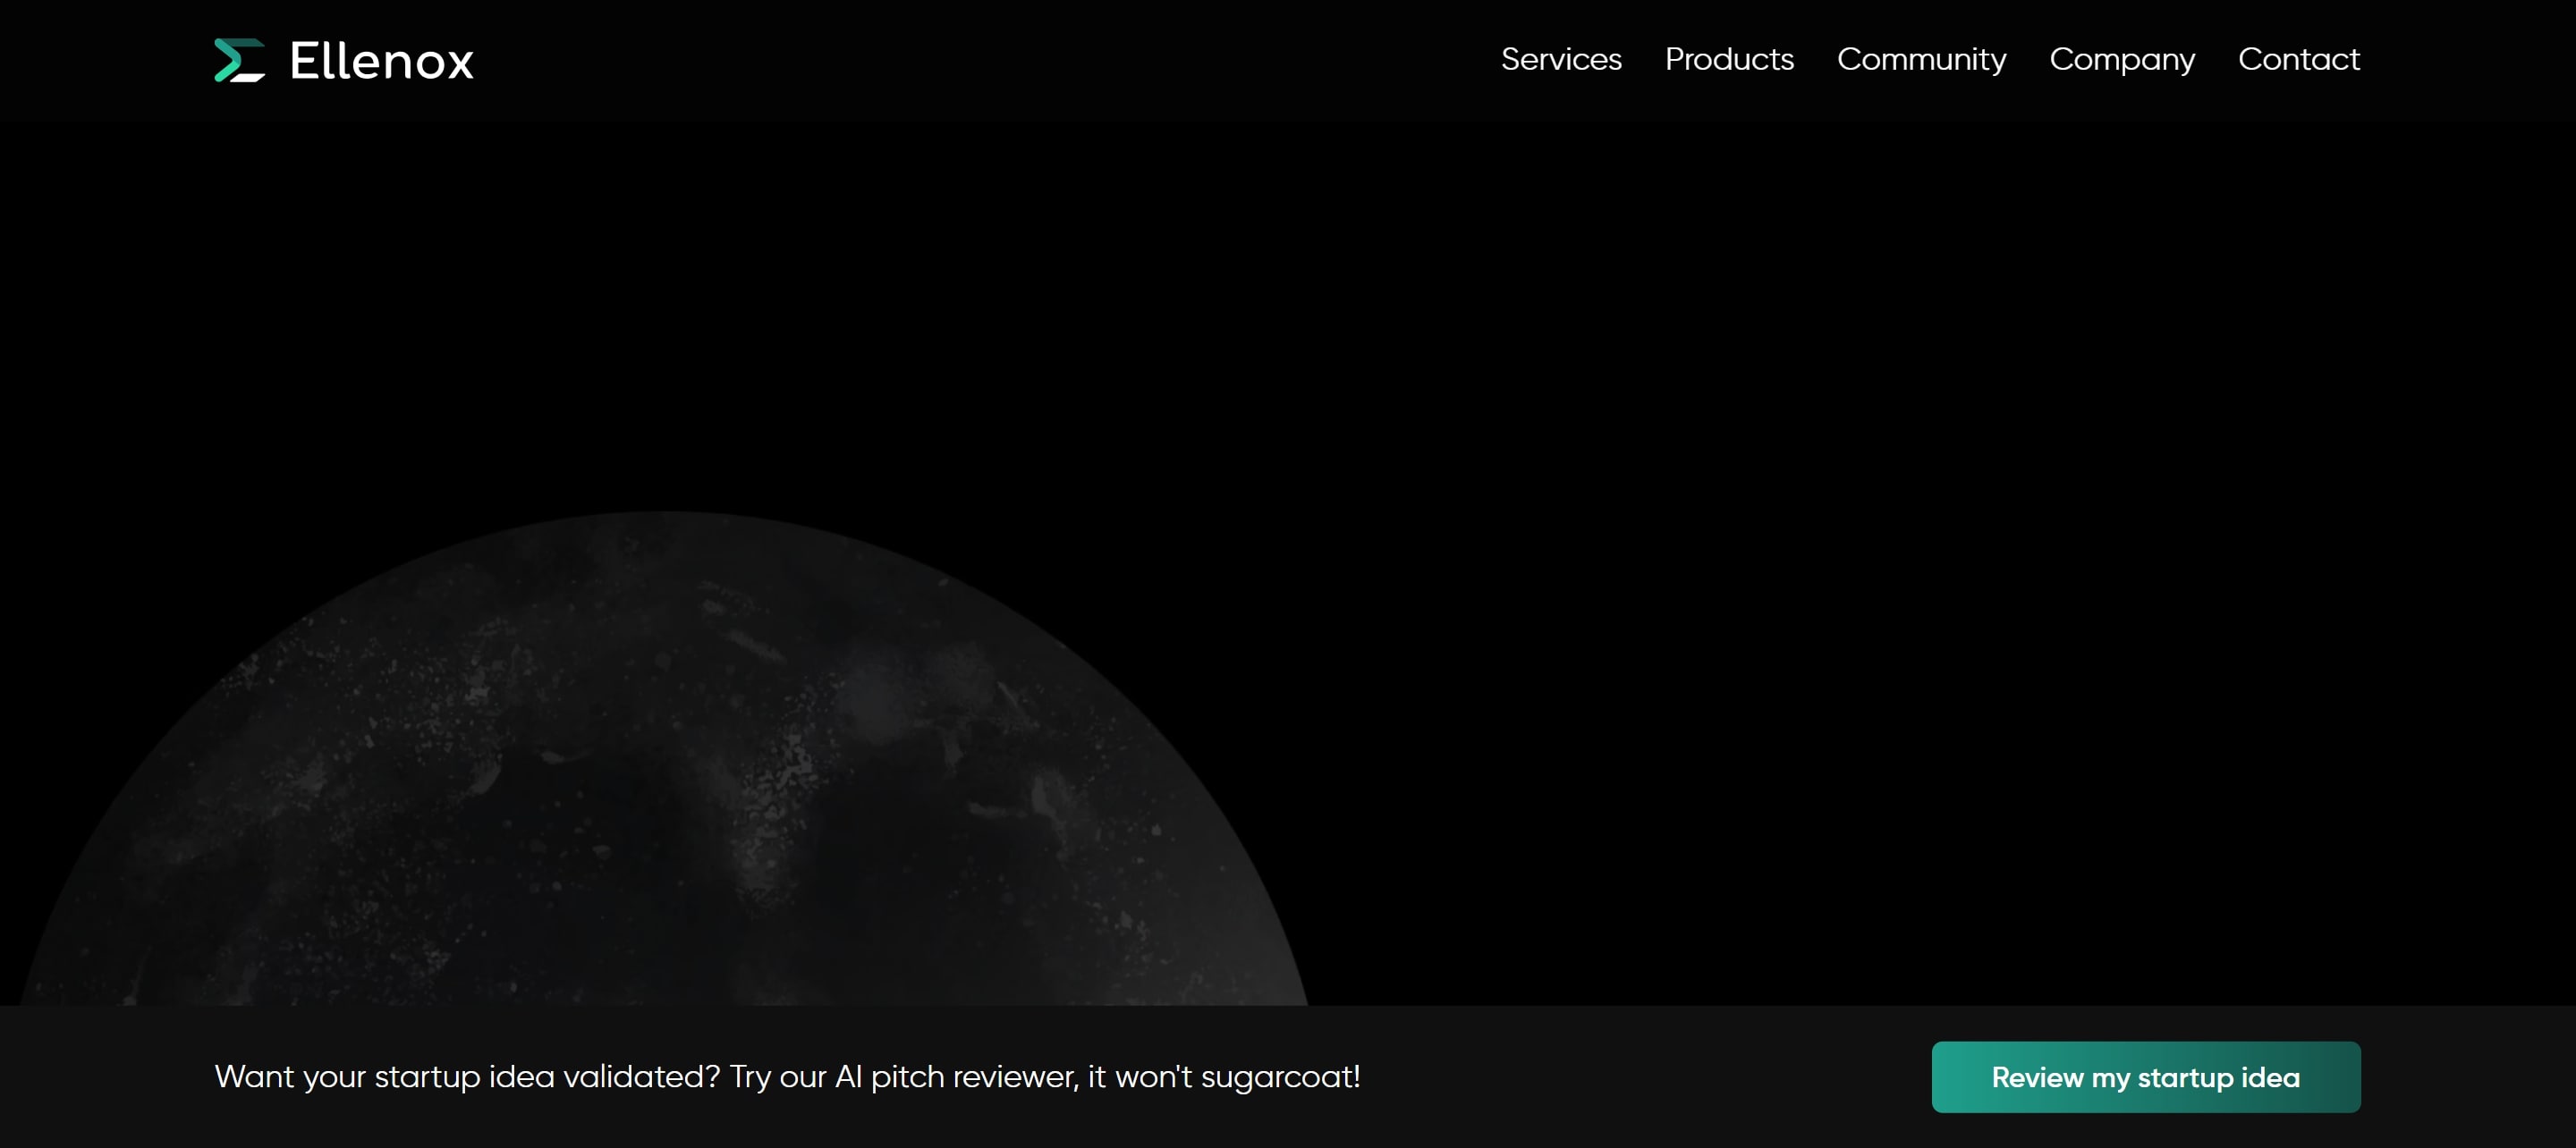 Ellenox
Services Products Community Company Contact
Want your startup idea validated? Try our AI pitch reviewer, it won't sugarcoat!
Review my startup idea